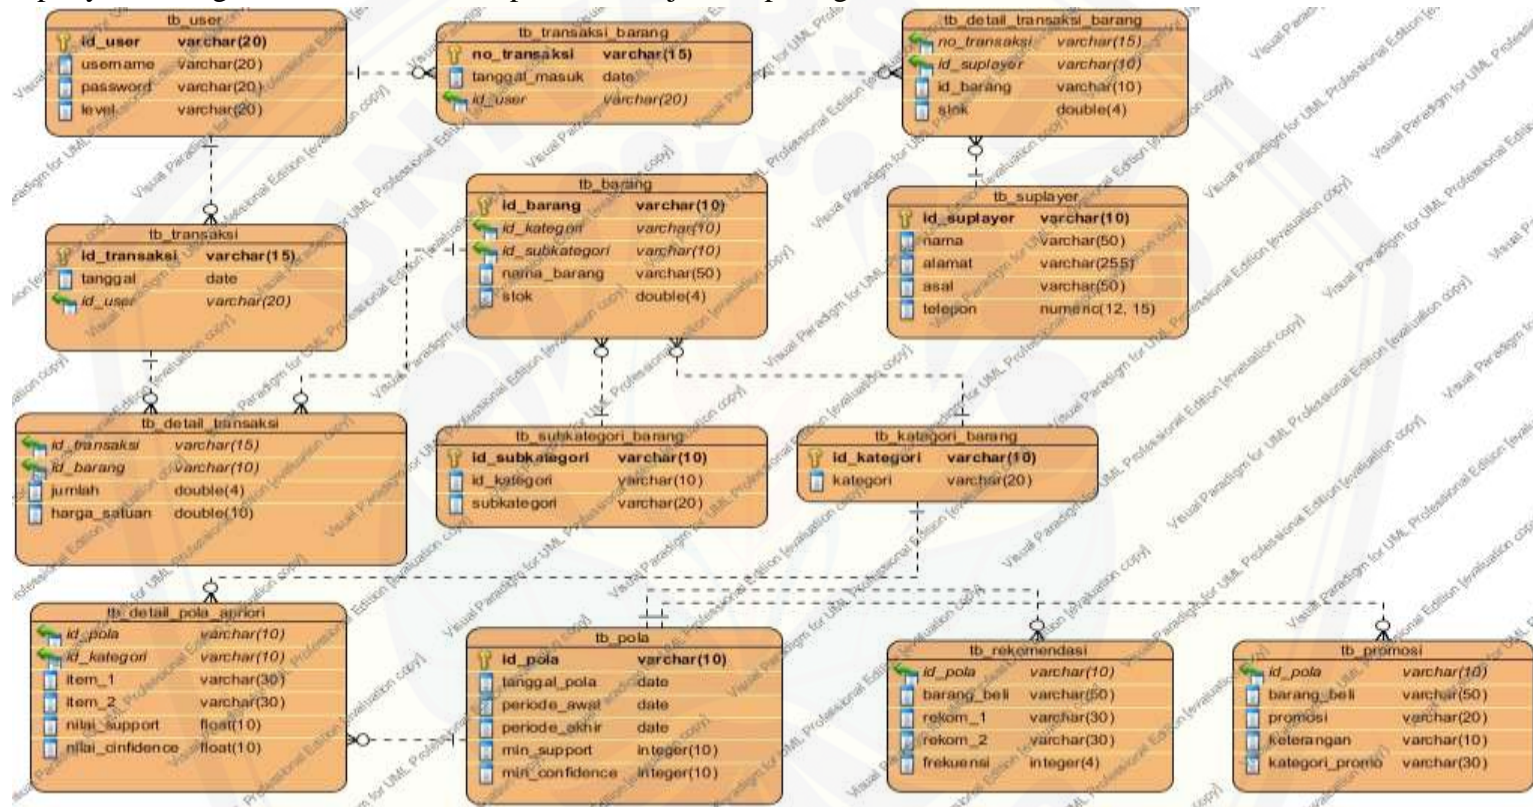 tb_user
id_user varchar(20)
username varchar(20)
password varchar(20)
level varchar(20)
tb_transaksi_barang
no_transaksi varchar(15)
tanggal_masuk date
id_user varchar(20)
tb_detail_transaksi_barang
no_transaksi varchar(15)
id_suplayer varchar(10)
id_barang varchar(10)
stok double(4)
tb_barang
id_barang varchar(10)
id_kategori varchar(10)
id_subkategori varchar(10)
nama_barang varchar(50)
stok double(4)
tb_suplayer
id_suplayer varchar(10)
nama varchar(50)
alamat varchar(255)
asal varchar(50)
telepon numeric(12, 15)
tb_transaksi
id_transaksi varchar(15)
tanggal date
id_user varchar(20)
tb_detail_transaksi
id_transaksi varchar(15)
id_barang varchar(10)
jumlah double(4)
harga_satuan double(10)
tb_subkategori_barang
id_subkategori varchar(10)
id_kategori varchar(10)
subkategori varchar(20)
tb_kategori_barang
id_kategori varchar(10)
kategori varchar(20)
tb_detail_pola_apriori
id_pola varchar(10)
id_kategori varchar(10)
item_1 varchar(30)
item_2 varchar(30)
nilai_support float(10)
nilai_cinfidence float(10)
tb_pola
id_pola varchar(10)
tanggal_pola date
periode_awal date
periode_akhir date
min_support integer(10)
min_confidence integer(10)
tb_rekomendasi
id_pola varchar(10)
barang_beli varchar(50)
rekom_1 varchar(30)
rekom_2 varchar(30)
frekuensi integer(4)
tb_promosi
id_pola varchar(10)
barang_beli varchar(50)
promosi varchar(20)
keterangan varchar(10)
kategori_promo varchar(30)
Visual Paradigm for UML Professional Edition [evaluation copy]